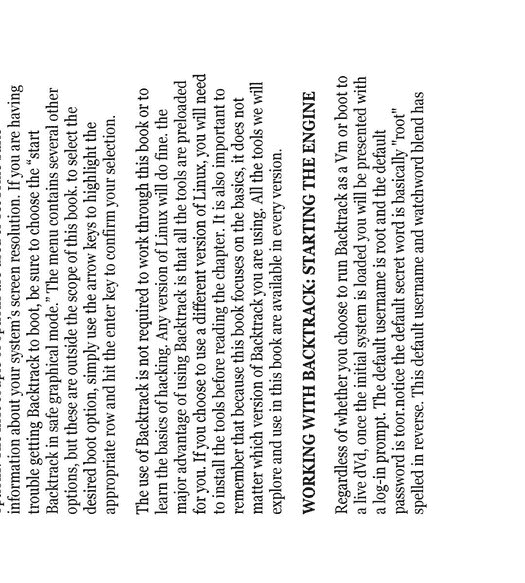 information about your system's screen resolution. If you are having
trouble getting Backtrack to boot, be sure to choose the "start
Backtrack in safe graphical mode." The menu contains several other
options, but these are outside the scope of this book. to select the
desired boot option, simply use the arrow keys to highlight the
appropriate row and hit the enter key to confirm your selection.
The use of Backtrack is not required to work through this book or to
learn the basics of hacking. Any version of Linux will do fine. the
major advantage of using Backtrack is that all the tools are preloaded
for you. If you choose to use a different version of Linux, you will need
to install the tools before reading the chapter. It is also important to
remember that because this book focuses on the basics, it does not
matter which version of Backtrack you are using. All the tools we will
explore and use in this book are available in every version.
WORKING WITH BACKTRACK: STARTING THE ENGINE
Regardless of whether you choose to run Backtrack as a Vm or boot to
a live dVd, once the initial system is loaded you will be presented with
a log-in prompt. The default username is root and the default
password is toor.notice the default secret word is basically "root"
spelled in reverse. This default username and watchword blend has